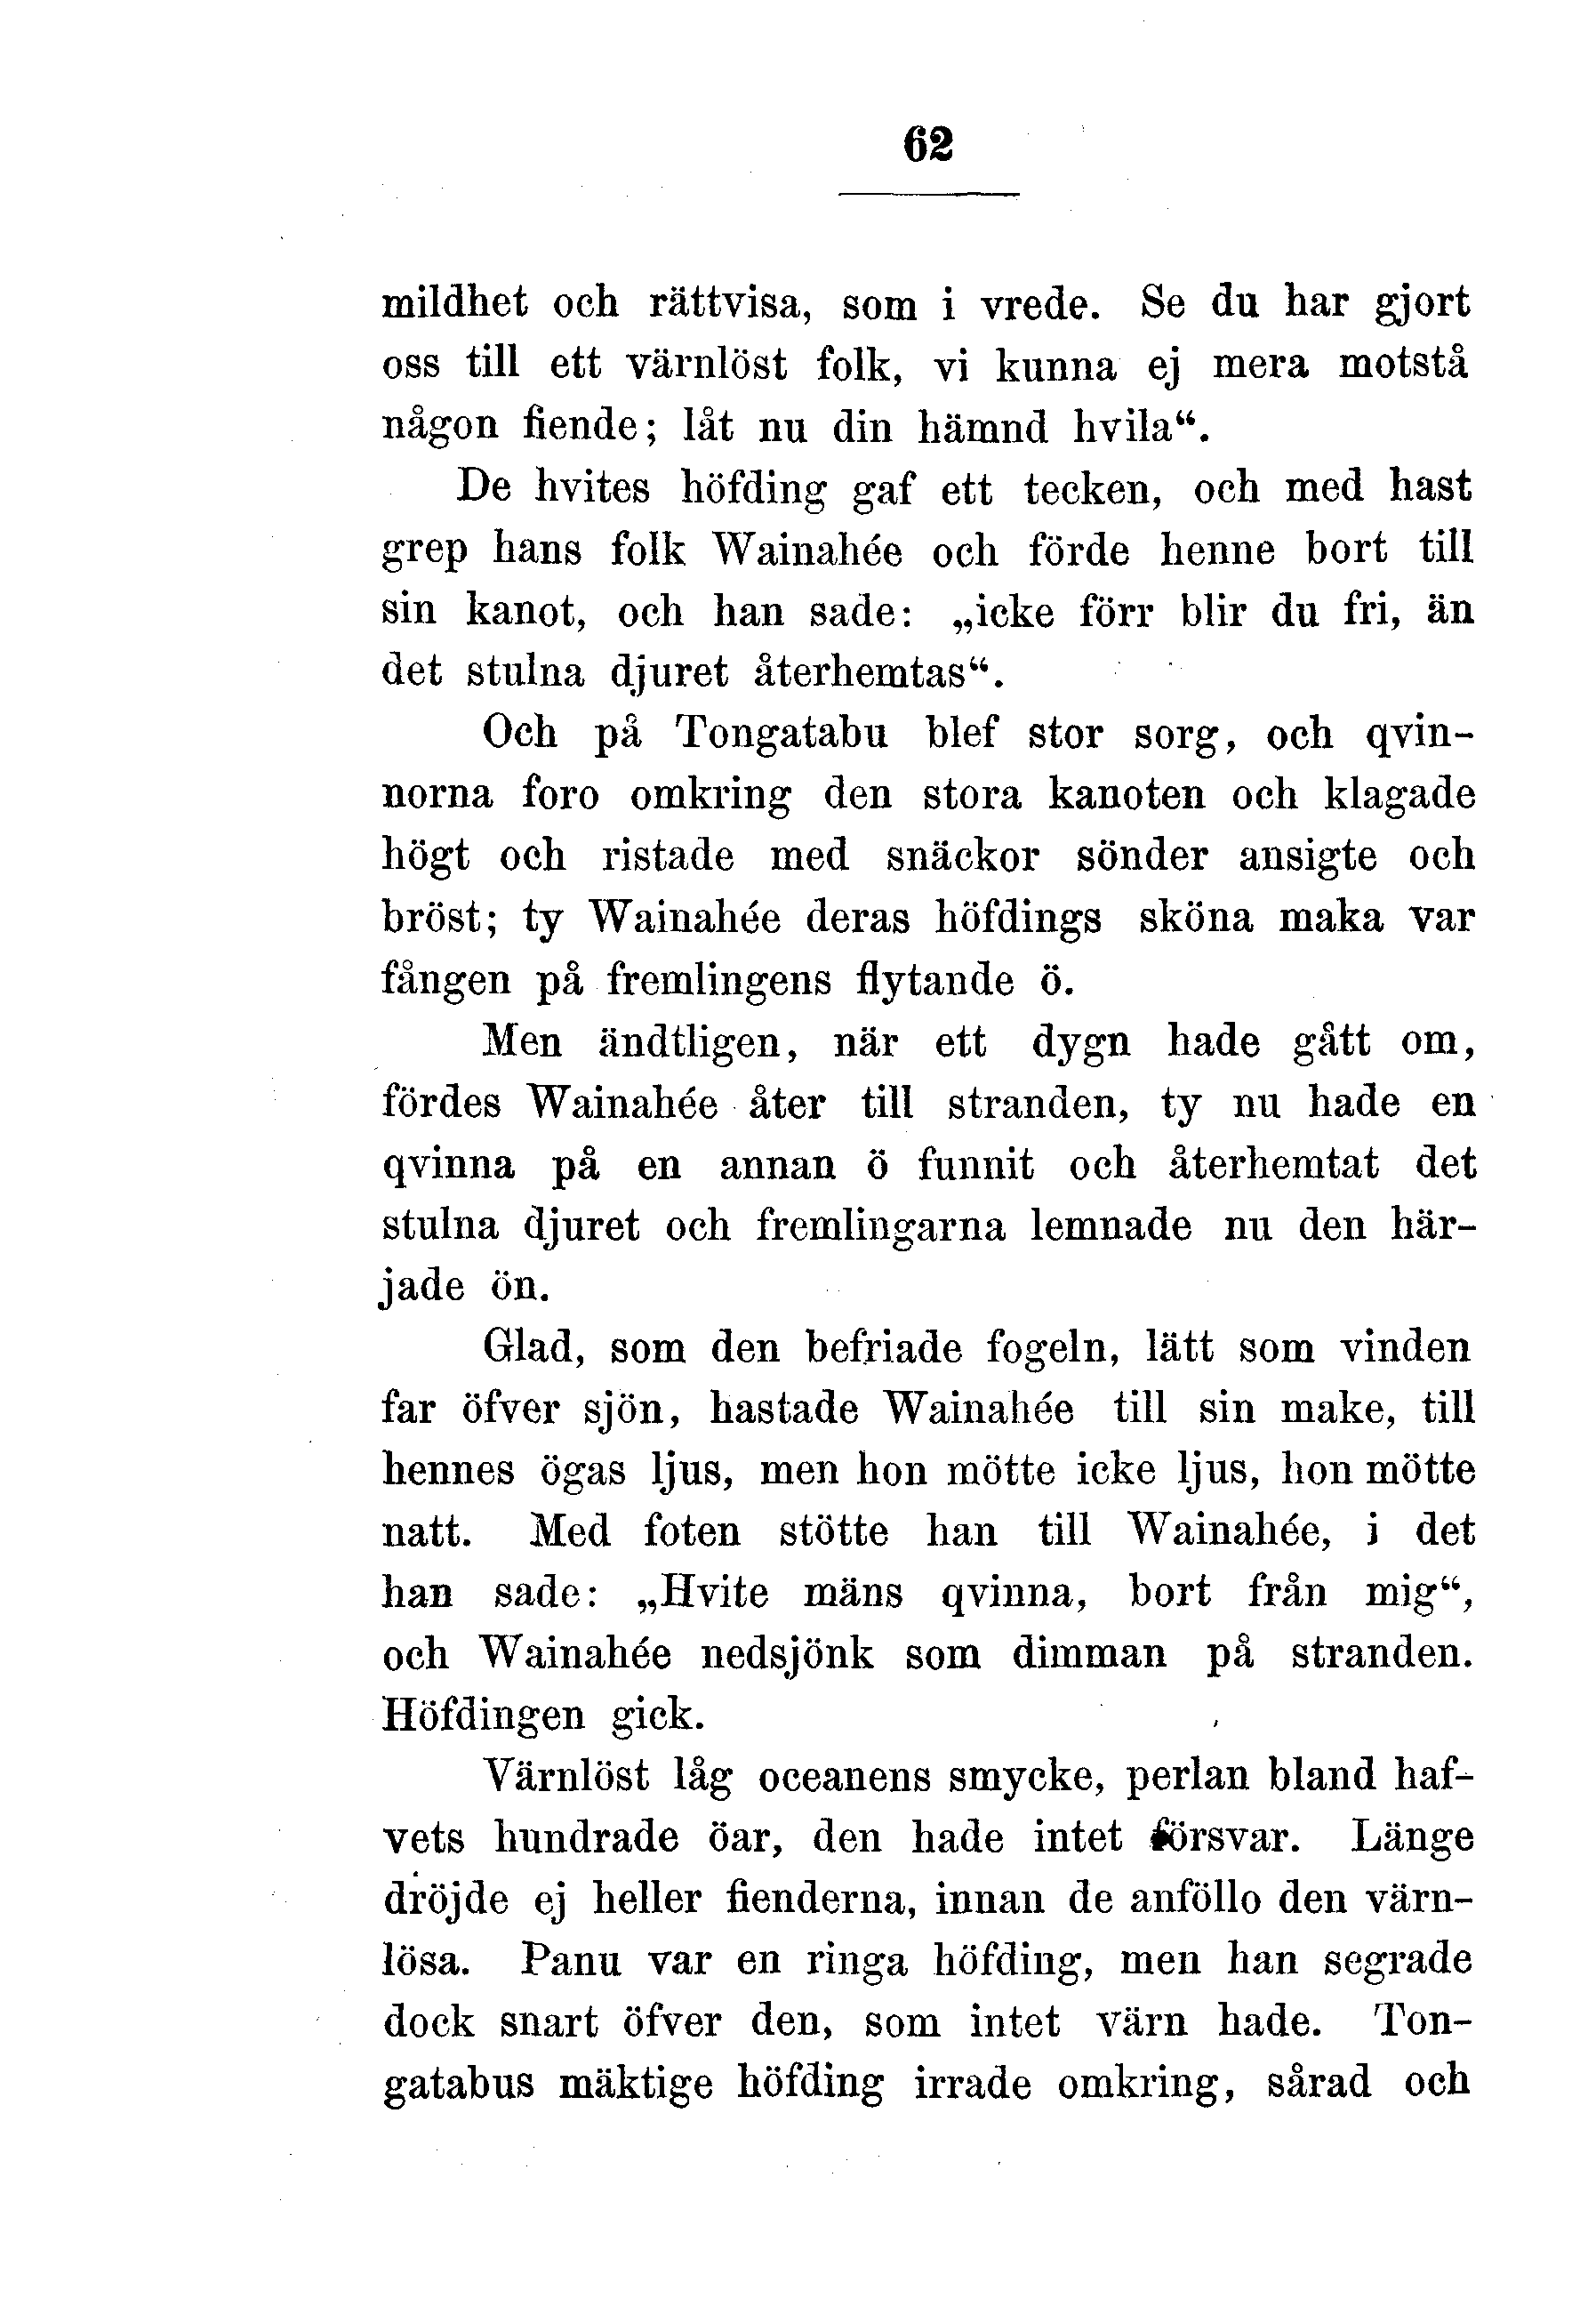 62
mildhet och rättvisa, som i vrede. Se du har gjort
oss till ett värnlöst folk, vi kunna ej mera motstå
någon fiende; låt nu din hämnd hvila“.
De hvites höfding gaf ett tecken, och med hast
grep hans folk Wainahée och förde henne bort till
sin kanot, och han sade: „icke förr blir du fri, än
det stulna djuret återhemtas“.
Och på Tongatabu blef stor sorg, och qvin-
norna foro omkring den stora kanoten och klagade
högt och ristade med snäckor sönder ansigte och
bröst; ty Wainahée deras höfdings sköna maka var
fången på fremlingens flytande ö.
Men ändtligen, när ett dygn hade gått om,
fördes Wainahée åter till stranden, ty nu hade en
qvinna på en annan ö funnit och återhemtat det
stulna djuret och fremlingarna lemnade nu den här-
jade ön.
Glad, som den befriade fogeln, lätt som vinden
far öfver sjön, hastade Wainahée till sin make, till
hennes ögas ljus, men hon mötte icke ljus, hon mötte
natt. Med foten stötte han till Wainahée, i det
han sade: „Hvite mäns qvinna, bort från mig“,
och Wainahée nedsjönk som dimman på stranden.
Höfdingen gick.
Värnlöst låg oceanens smycke, perlan bland haf-
vets hundrade öar, den hade intet försvar. Länge
dröjde ej heller fienderna, innan de anföllo den värn-
lösa. Panu var en ringa höfding, men han segrade
dock snart öfver den, som intet värn hade. Ton-
gatabus mäktige höfding irrade omkring, sårad och